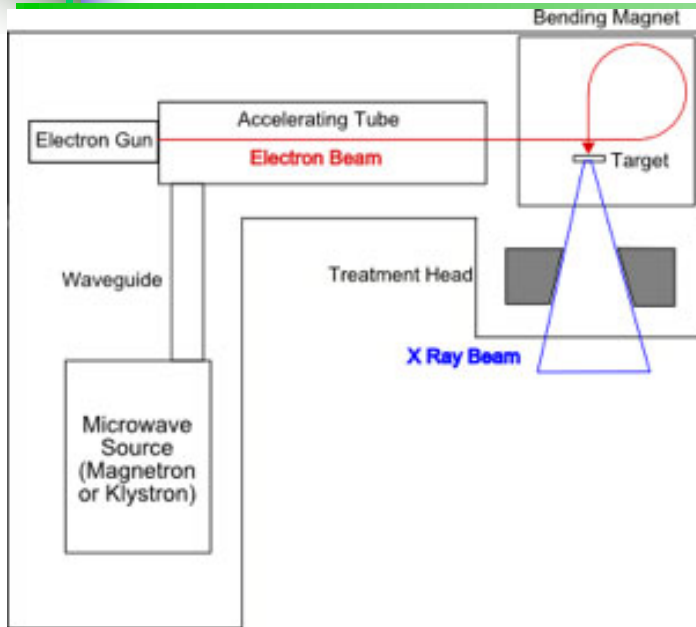 Bending Magnet
Accelerating Tube
Electron Gun
Electron Beam
Target
Waveguide
Treatment Head
X Ray Beam
Microwave
Source
(Magnetron
or Klystron)